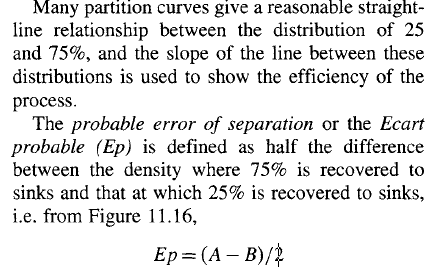 Many partition curves give a reasonable straight-
line relationship between the distribution of 25
and 75%, and the slope of the line between these
distributions is used to show the efficiency of the
process.
The probable error of separation or the Ecart
probable (Ep) is defined as half the difference
between the density where 75% is recovered to
sinks and that at which 25% is recovered to sinks,
i.e. from Figure 11.16,
Ep = (A − B)/2